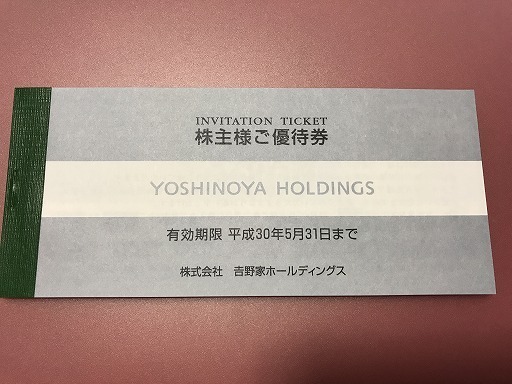 INVITATION TICKET
株主様ご優待券
YOSHINOYA HOLDINGS
有効期限 平成30年5月31日まで
株式会社 吉野家ホールディングス